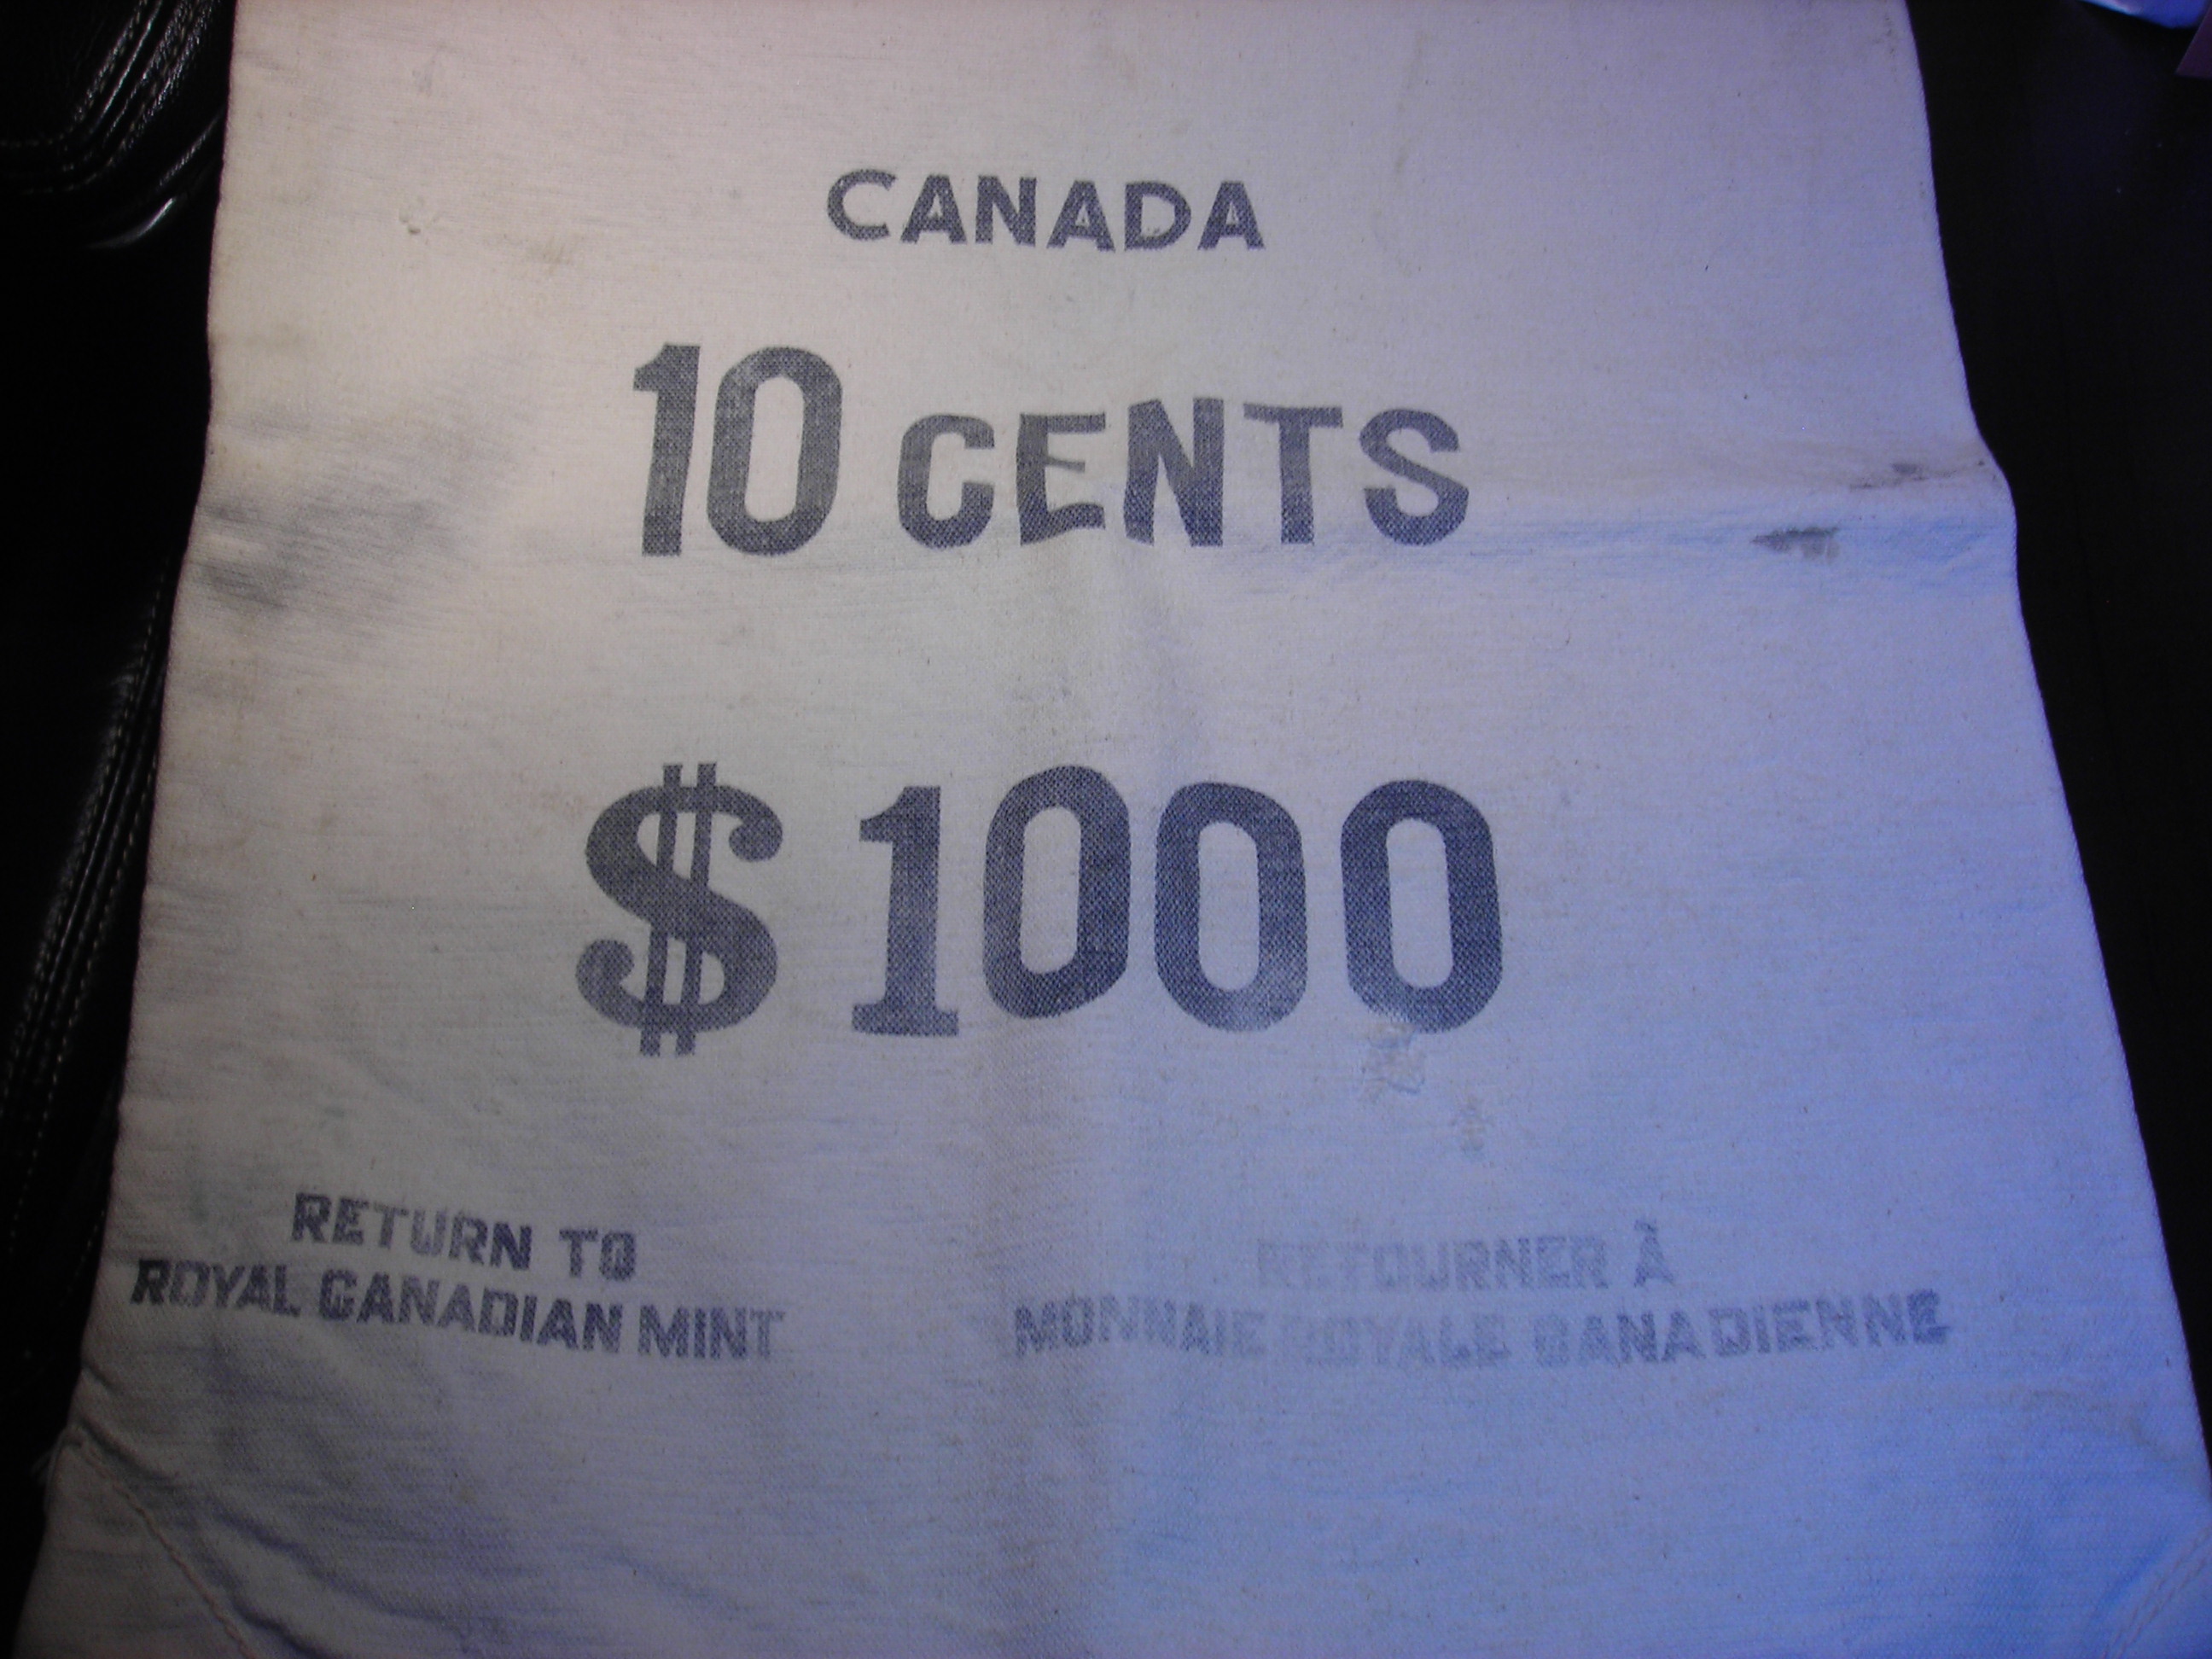 CANADA
10 CENTS
$1000
RETURN TO
ROYAL CANADIAN MINT
RETOURNER À
MONNAIE ROYALE CANADIENNE